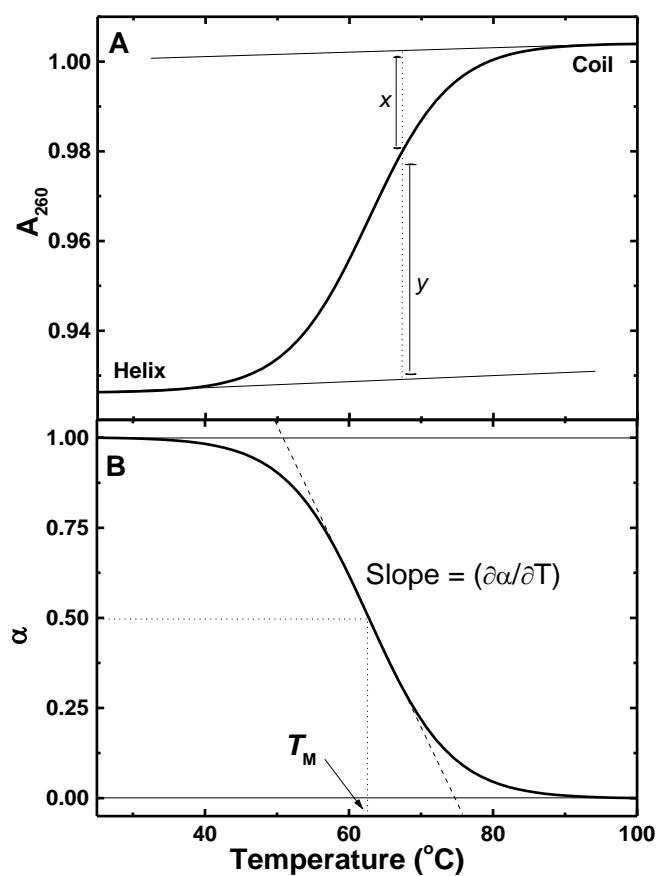 A
1.00
0.98
0.96
0.94
A260
Coil
x
y
Helix
B
1.00
0.75
0.50
0.25
0.00
α
Slope = (∂α/∂T)
TM
40
60
80
100
Temperature (°C)